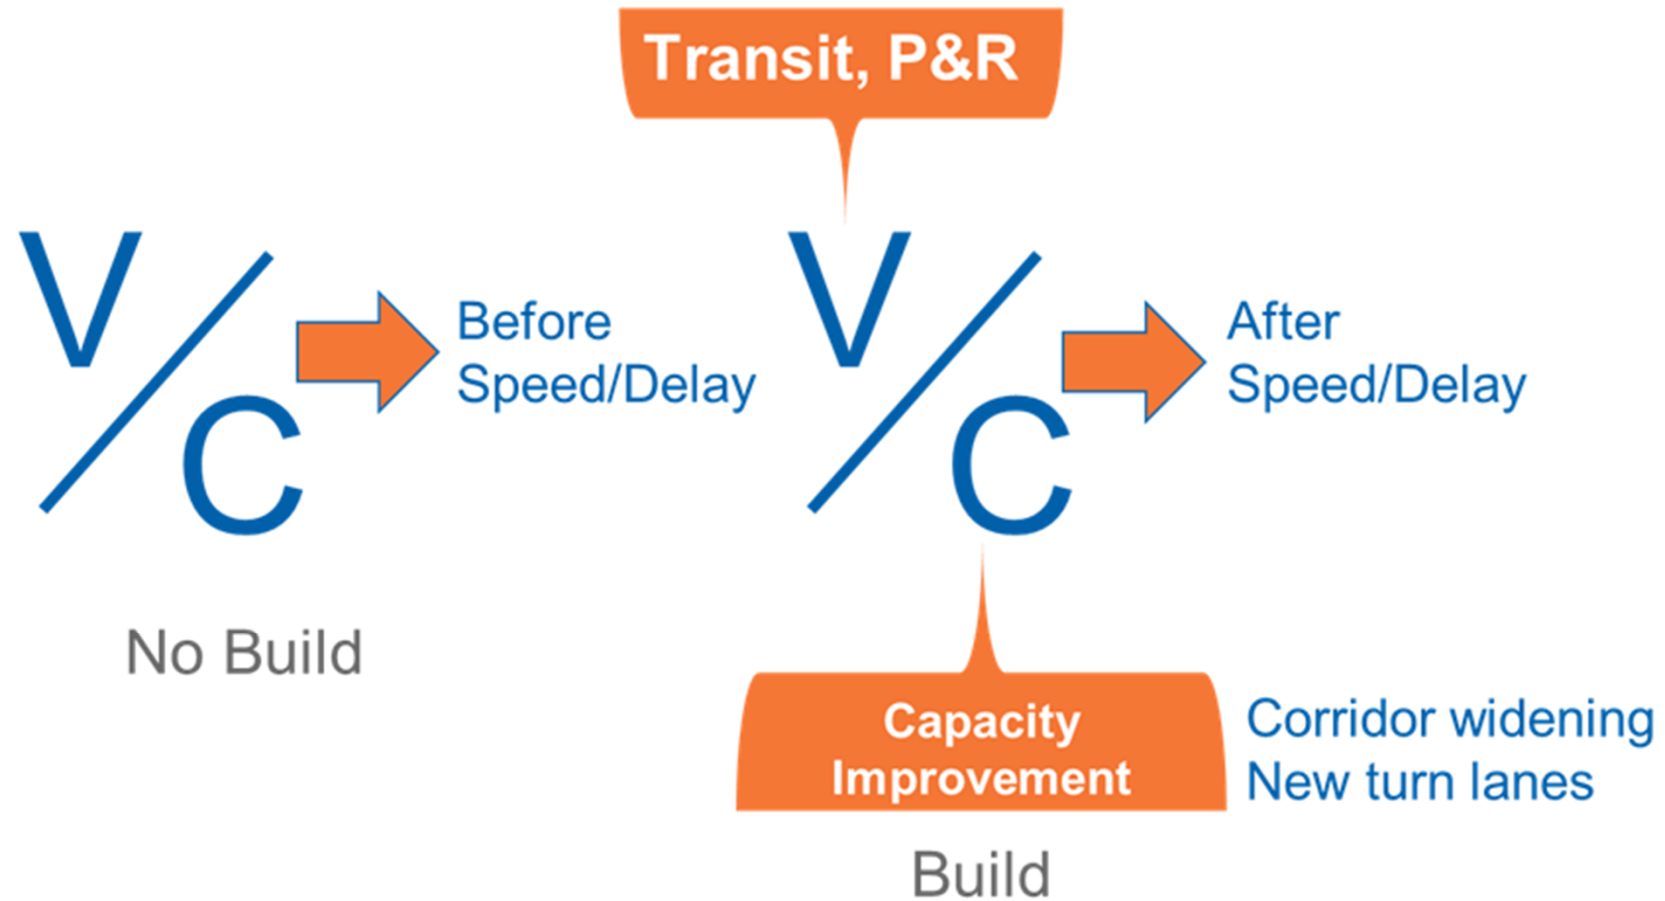 Transit, P&R
V/C
Before
Speed/Delay
V/C
After
Speed/Delay
No Build
Capacity
Improvement
Corridor widening
New turn lanes
Build